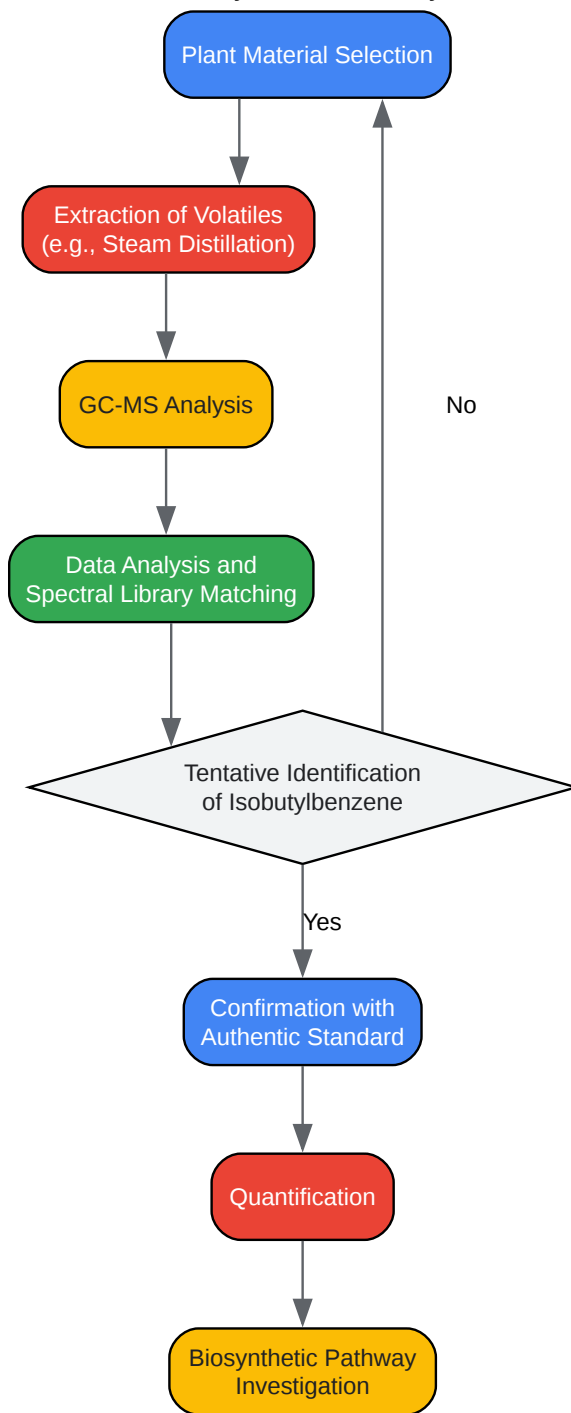 Plant Material Selection
Extraction of Volatiles
(e.g., Steam Distillation)
GC-MS Analysis
No
Data Analysis and
Spectral Library Matching
Tentative Identification
of Isobutylbenzene
Yes
Confirmation with
Authentic Standard
Quantification
Biosynthetic Pathway
Investigation